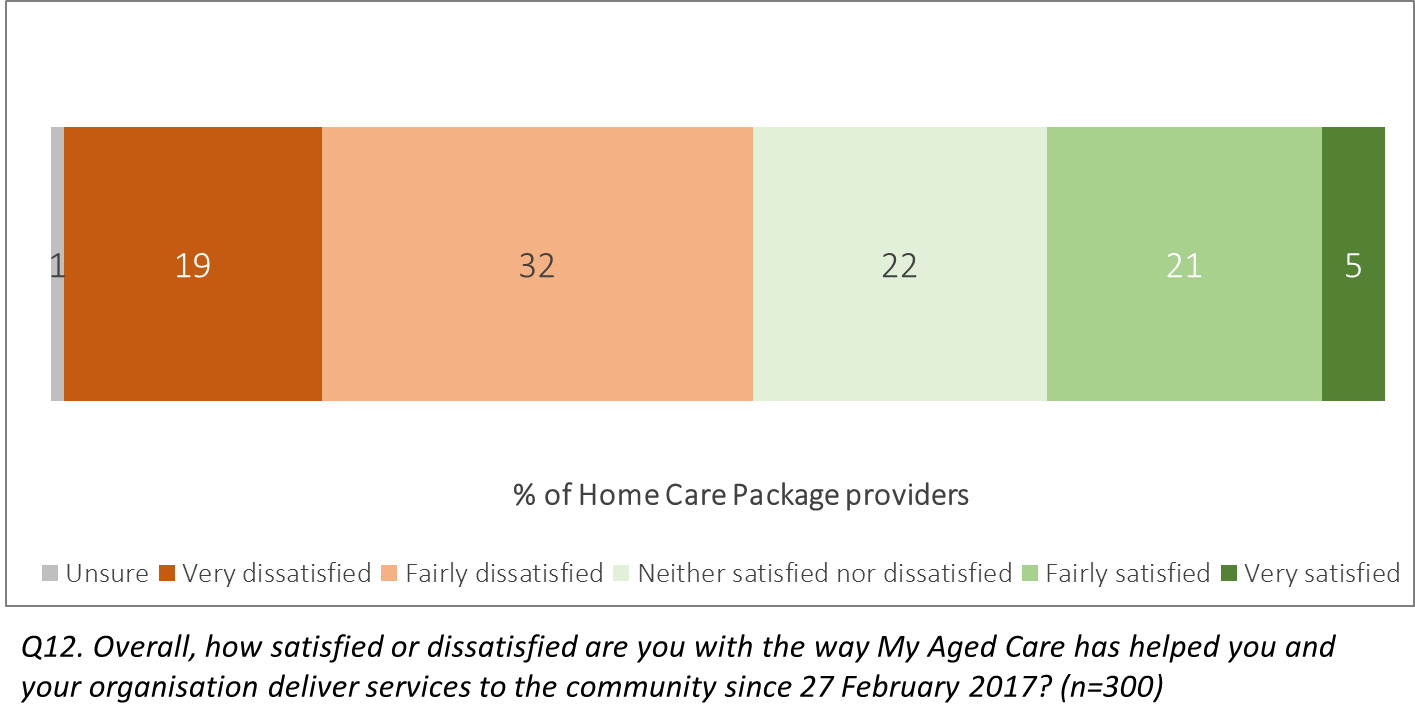 1 19 32 22 21 5
% of Home Care Package providers
Unsure Very dissatisfied Fairly dissatisfied Neither satisfied nor dissatisfied Fairly satisfied Very satisfied
Q12. Overall, how satisfied or dissatisfied are you with the way My Aged Care has helped you and
your organisation deliver services to the community since 27 February 2017? (n=300)